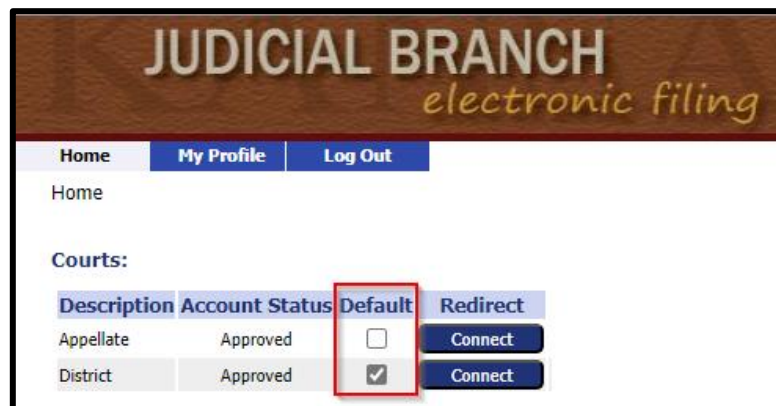 JUDICIAL BRANCH
electronic filing
Home My Profile Log Out
Home
Courts:
Description Account Status Default Redirect
Appellate Approved Connect
District Approved Connect